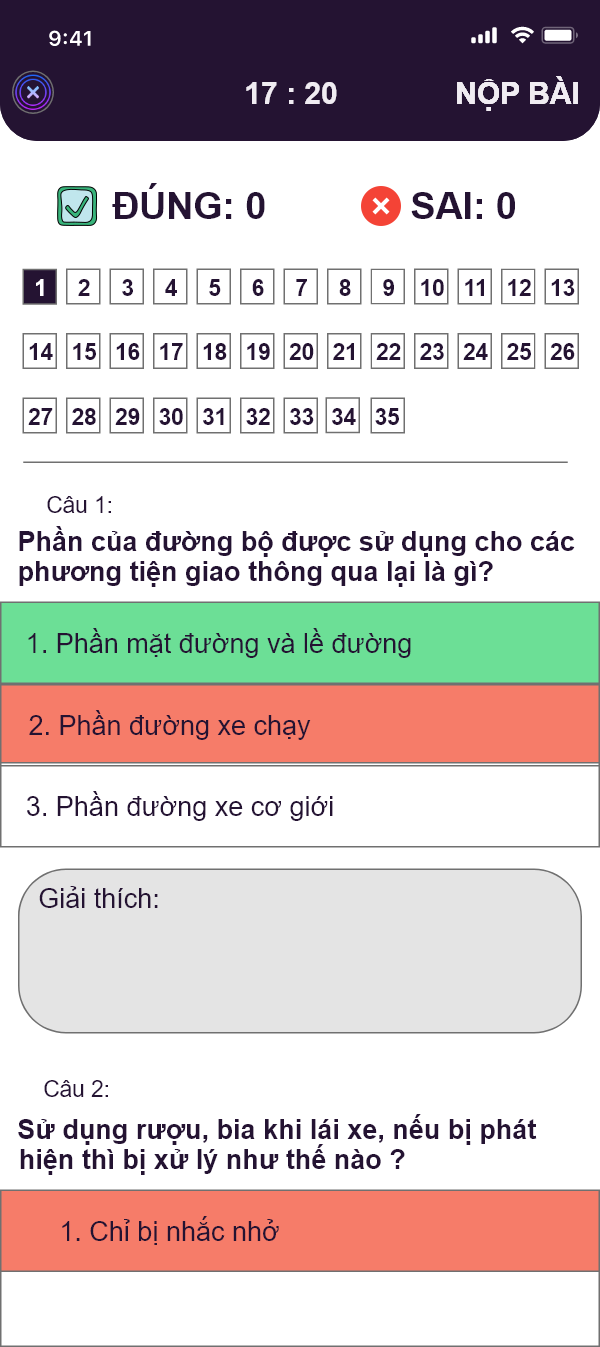 9:41
17 : 20 NỘP BÀI
ĐÚNG: 0 SAI: 0
1 2 3 4 5 6 7 8 9 10 11 12 13
14 15 16 17 18 19 20 21 22 23 24 25 26
27 28 29 30 31 32 33 34 35
Câu 1:
Phần của đường bộ được sử dụng cho các
phương tiện giao thông qua lại là gì?
1. Phần mặt đường và lề đường
2. Phần đường xe chạy
3. Phần đường xe cơ giới
Giải thích:
Câu 2:
Sử dụng rượu, bia khi lái xe, nếu bị phát
hiện thì bị xử lý như thế nào ?
1. Chỉ bị nhắc nhở